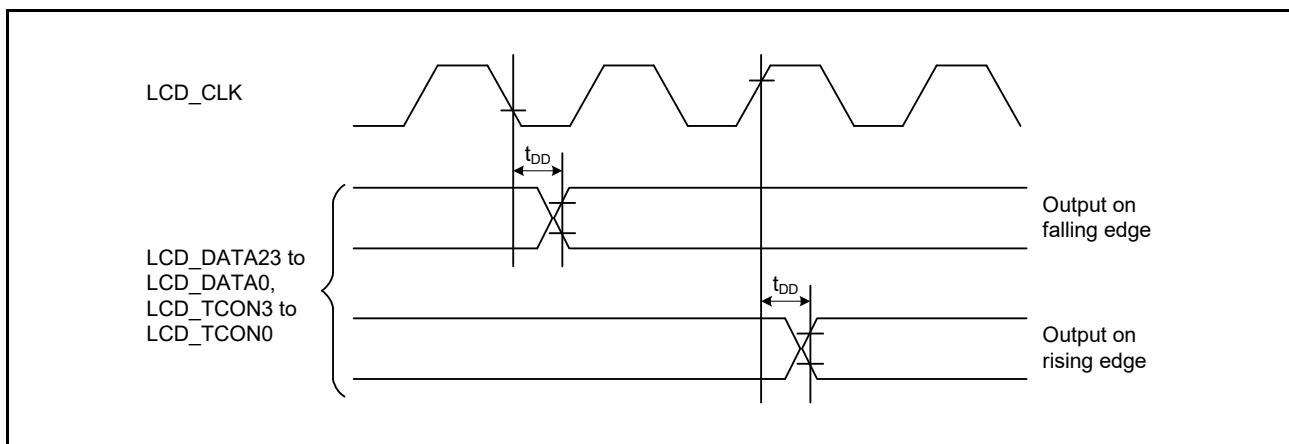 LCD_CLK
tDD
Output on
falling edge
LCD_DATA23 to
LCD_DATA0,
LCD_TCON3 to
LCD_TCON0
tDD
Output on
rising edge